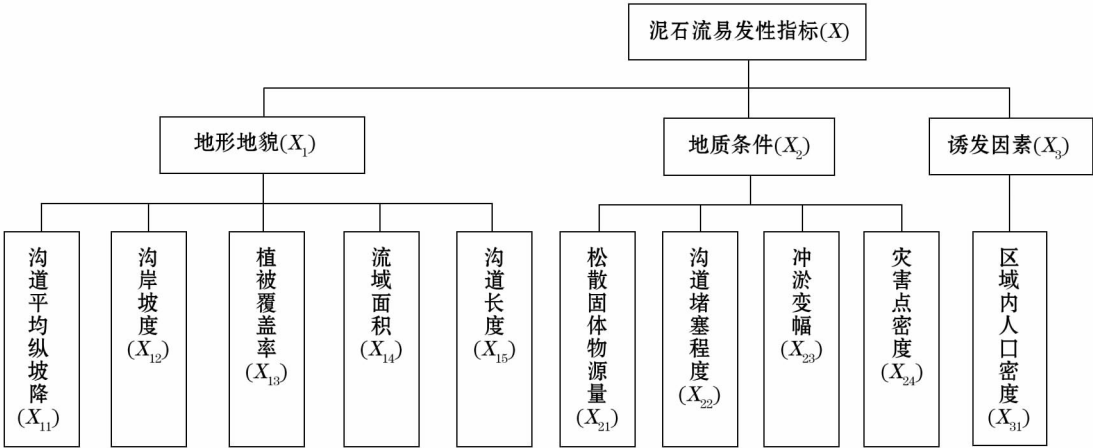 泥石流易发性指标(X)
地形地貌(X₁)
地质条件(X₂)
诱发因素(X₃)
沟道平均纵坡降(X₁₁)
沟岸坡度(X₁₂)
植被覆盖率(X₁₃)
流域面积(X₁₄)
沟道长度(X₁₅)
松散固体物源量(X₂₁)
沟道堵塞程度(X₂₂)
冲淤变幅(X₂₃)
灾害点密度(X₂₄)
区域内人口密度(X₃₁)